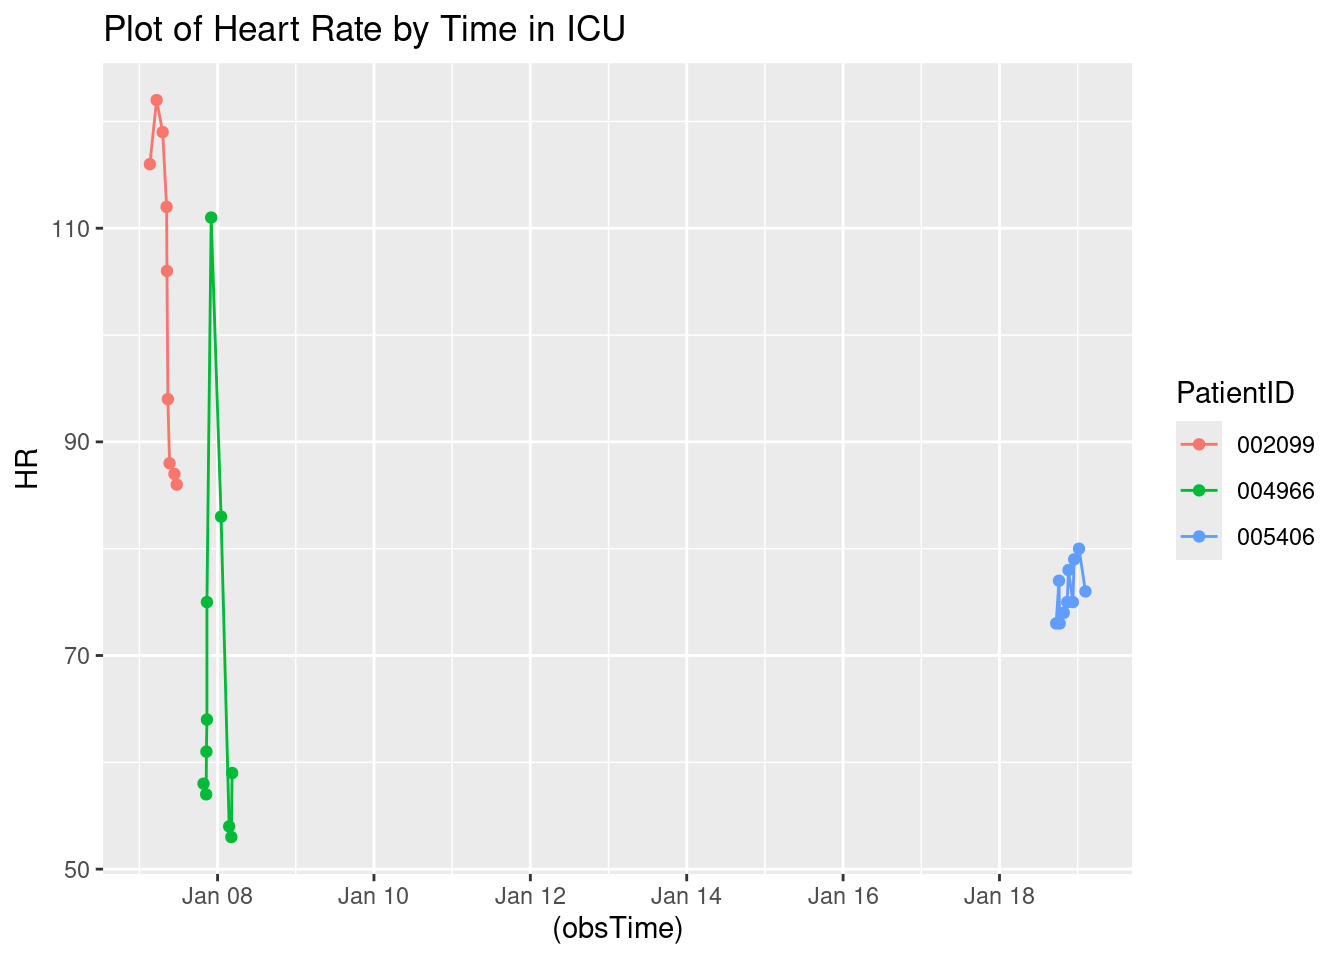 Plot of Heart Rate by Time in ICU
HR
110
90
70
50
Jan 08
Jan 10
Jan 12
Jan 14
Jan 16
Jan 18
(obsTime)
PatientID
002099
004966
005406